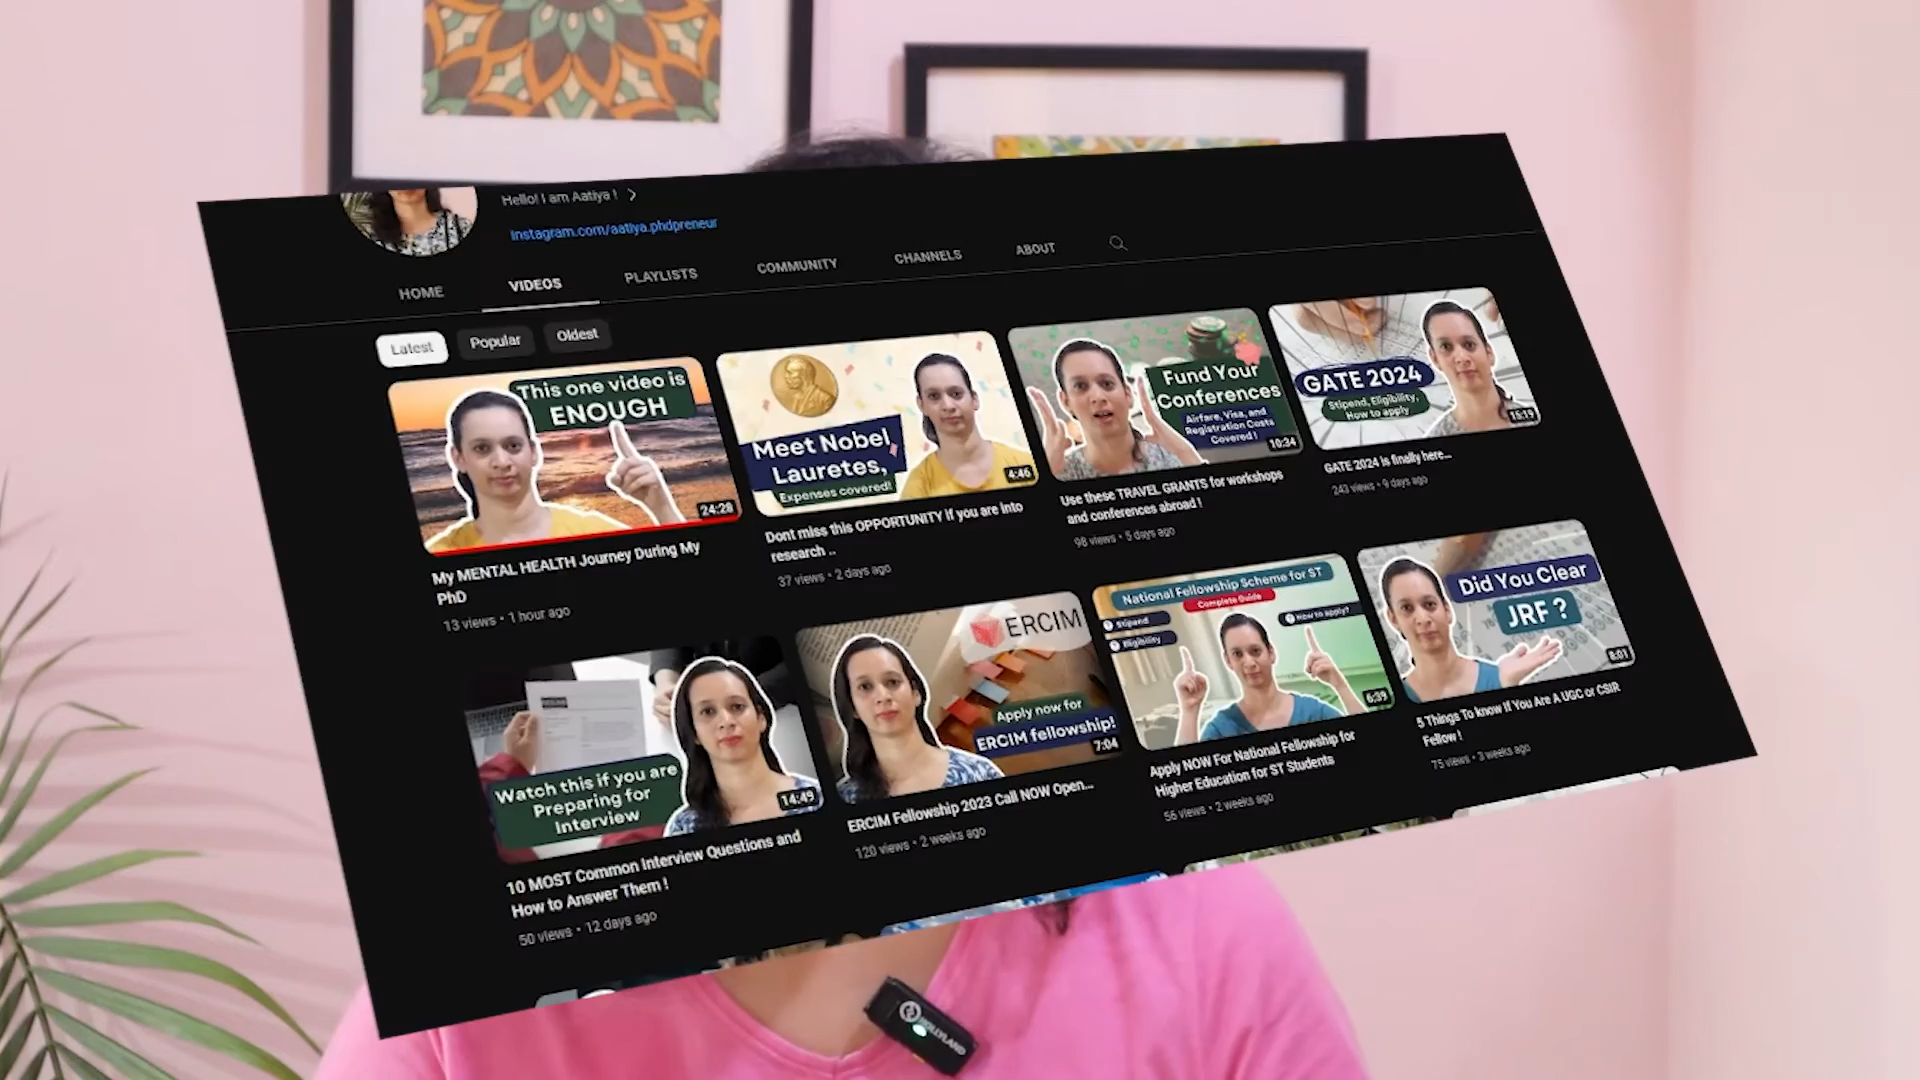 Hello! I am Aatiya !
instagram.com/aatiya.phdpreneur
HOME
VIDEOS
PLAYLISTS
COMMUNITY
CHANNELS
ABOUT
Latest
Popular
Oldest
This one video is
ENOUGH
24:28
My MENTAL HEALTH Journey During My
PhD
13 views • 1 hour ago
Meet Nobel
Lauretes,
Expenses covered!
4:46
Dont miss this OPPORTUNITY if you are into
research ..
37 views • 2 days ago
Fund Your
Conferences
Airfare, Visa, and
Registration Costs
Covered !
10:34
Use these TRAVEL GRANTS for workshops
and conferences abroad !
98 views • 5 days ago
GATE 2024
Stipend, Eligibility,
How to apply
16:19
GATE 2024 is finally here...
243 views • 9 days ago
Watch this if you are
Preparing for
Interview
14:49
10 MOST Common Interview Questions and
How to Answer Them !
50 views • 12 days ago
ERCIM
Apply now for
ERCIM fellowship!
7:04
ERCIM Fellowship 2023 Call NOW Open...
120 views • 2 weeks ago
National Fellowship Scheme for ST
Complete Guide
Stipend
Eligibility
How to apply?
6:39
Apply NOW For National Fellowship for
Higher Education for ST Students
56 views • 2 weeks ago
Did You Clear
JRF ?
8:01
5 Things To know If You Are A UGC or CSIR
Fellow !
75 views • 3 weeks ago
HOLLYLAND